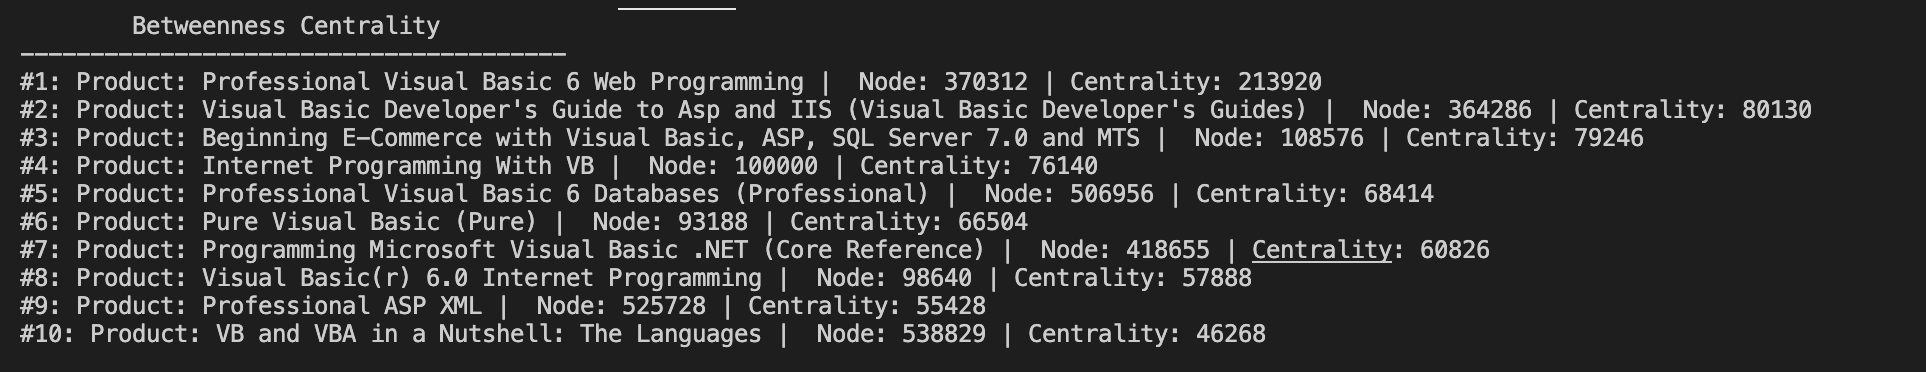 Betweenness Centrality
---------------------------------------
#1: Product: Professional Visual Basic 6 Web Programming |  Node: 370312 | Centrality: 213920
#2: Product: Visual Basic Developer's Guide to Asp and IIS (Visual Basic Developer's Guides) |  Node: 364286 | Centrality: 80130
#3: Product: Beginning E-Commerce with Visual Basic, ASP, SQL Server 7.0 and MTS |  Node: 108576 | Centrality: 79246
#4: Product: Internet Programming With VB |  Node: 100000 | Centrality: 76140
#5: Product: Professional Visual Basic 6 Databases (Professional) |  Node: 506956 | Centrality: 68414
#6: Product: Pure Visual Basic (Pure) |  Node: 93188 | Centrality: 66504
#7: Product: Programming Microsoft Visual Basic .NET (Core Reference) |  Node: 418655 | Centrality: 60826
#8: Product: Visual Basic(r) 6.0 Internet Programming |  Node: 98640 | Centrality: 57888
#9: Product: Professional ASP XML |  Node: 525728 | Centrality: 55428
#10: Product: VB and VBA in a Nutshell: The Languages |  Node: 538829 | Centrality: 46268